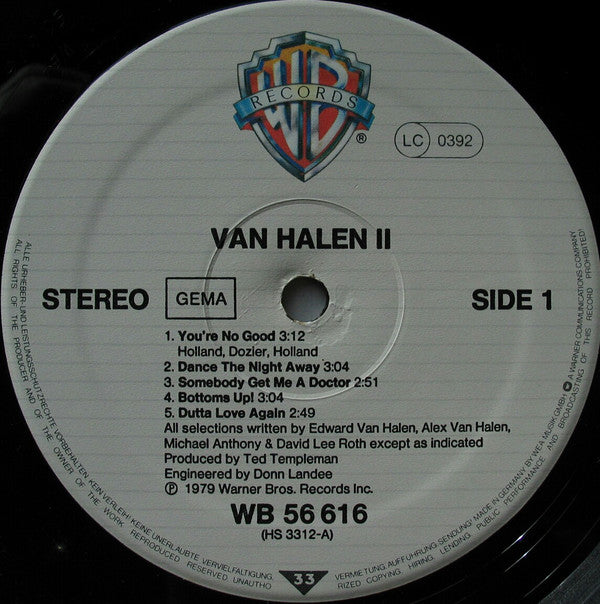 WB
RECORDS
®
LC 0392
VAN HALEN II
STEREO GEMA SIDE 1
1. You're No Good 3:12
Holland, Dozier, Holland
2. Dance The Night Away 3:04
3. Somebody Get Me A Doctor 2:51
4. Bottoms Up! 3:04
5. Dutta Love Again 2:49
All selections written by Edward Van Halen, Alex Van Halen,
Michael Anthony & David Lee Roth except as indicated
Produced by Ted Templeman
Engineered by Donn Landee
℗ 1979 Warner Bros. Records Inc.
WB 56 616
(HS 3312-A)
33
ALLE URHEBER- UND LEISTUNGSSCHUTZRECHTE VORBEHALTEN. KEIN VERLEIH! KEINE UNERLAUBTE VERVIELFÄLTIGUNG, VERMIETUNG, AUFFÜHRUNG, SENDUNG! MADE IN GERMANY BY WEA MUSIK GMBH. A WARNER COMMUNICATIONS COMPANY
ALL RIGHTS OF THE PRODUCER AND OF THE OWNER OF THE WORK REPRODUCED RESERVED UNAUTHORIZED COPYING, HIRING, LENDING, PUBLIC PERFORMANCE AND BROADCASTING OF THIS RECORD PROHIBITED!